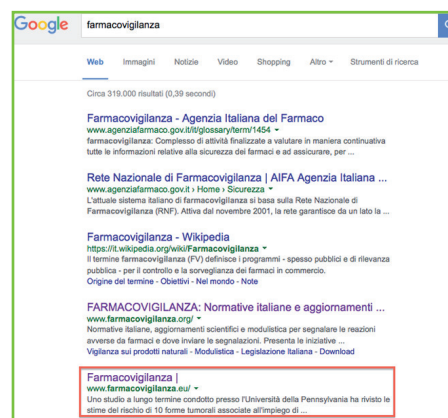 Google farmacovigilanza
Web Immagini Notizie Video Shopping Altro Strumenti di ricerca
Circa 319.000 risultati (0,39 secondi)
Farmacovigilanza - Agenzia Italiana del Farmaco
www.agenziafarmaco.gov.it/it/glossary/term/1454
farmacovigilanza: Complesso di attività finalizzate a valutare in maniera continuativa
tutte le informazioni relative alla sicurezza dei farmaci e ad assicurare, per ...
Rete Nazionale di Farmacovigilanza | AIFA Agenzia Italiana ...
www.agenziafarmaco.gov.it › Home › Sicurezza
L'attuale sistema italiano di farmacovigilanza si basa sulla Rete Nazionale di
Farmacovigilanza (RNF). Attiva dal novembre 2001, la rete garantisce da un lato la ...
Farmacovigilanza - Wikipedia
https://it.wikipedia.org/wiki/Farmacovigilanza
Il termine farmacovigilanza (FV) definisce i programmi - spesso pubblici e di rilevanza
pubblica - per il controllo e la sorveglianza dei farmaci in commercio.
Origine del termine - Obiettivi - Nel mondo - Note
FARMACOVIGILANZA: Normative italiane e aggiornamenti ...
www.farmacovigilanza.org/
Normative italiane, aggiornamenti scientifici e modulistica per segnalare le reazioni
avverse da farmaci e dove inviare le segnalazioni. Presenta le iniziative ...
Vigilanza sui prodotti naturali - Modulistica - Legislazione Italiana - Download
Farmacovigilanza |
www.farmacovigilanza.eu/
Uno studio a lungo termine condotto presso l'Università della Pennsylvania ha rivisto le
stime del rischio di 10 forme tumorali associate all'impiego di ...